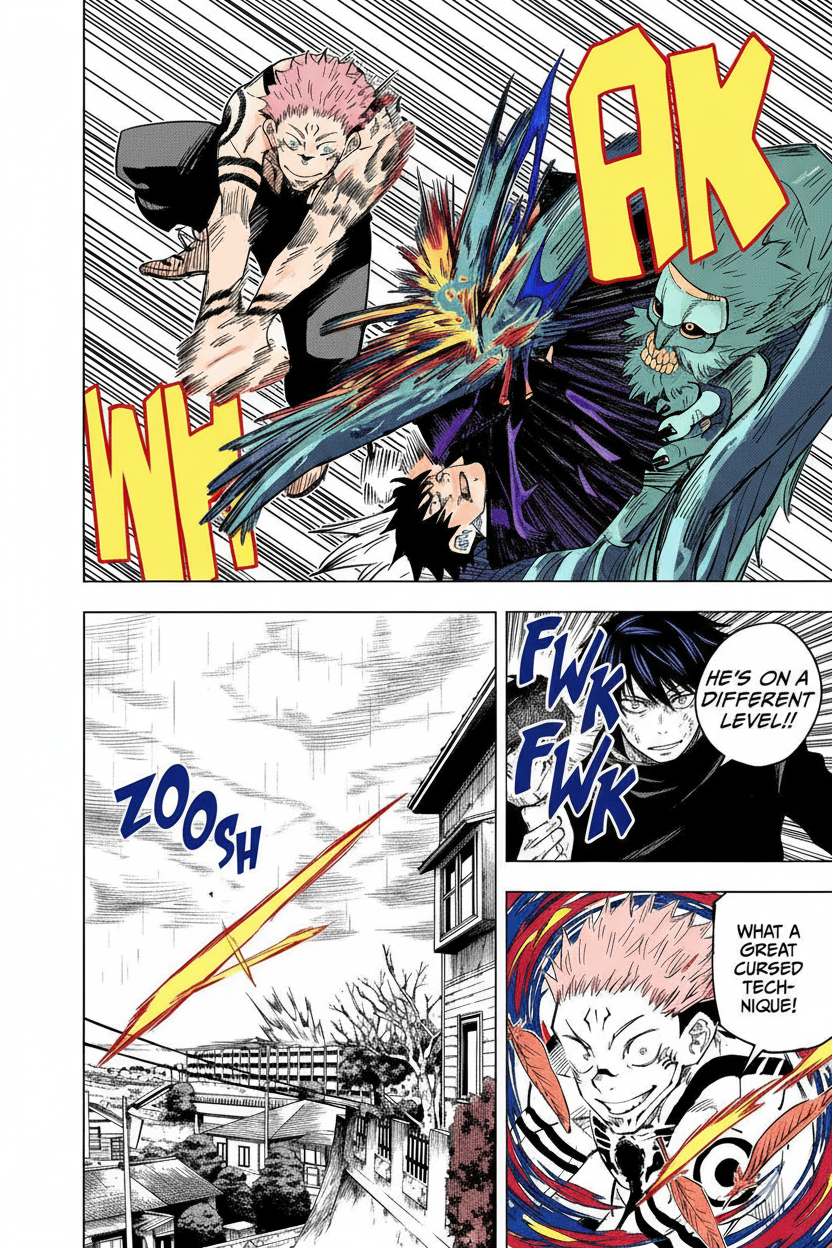 WH
AK
HE'S ON A
DIFFERENT
LEVEL!!
FWK
FWK
WHAT A
GREAT
CURSED
TECH-
NIQUE!
ZOOSH